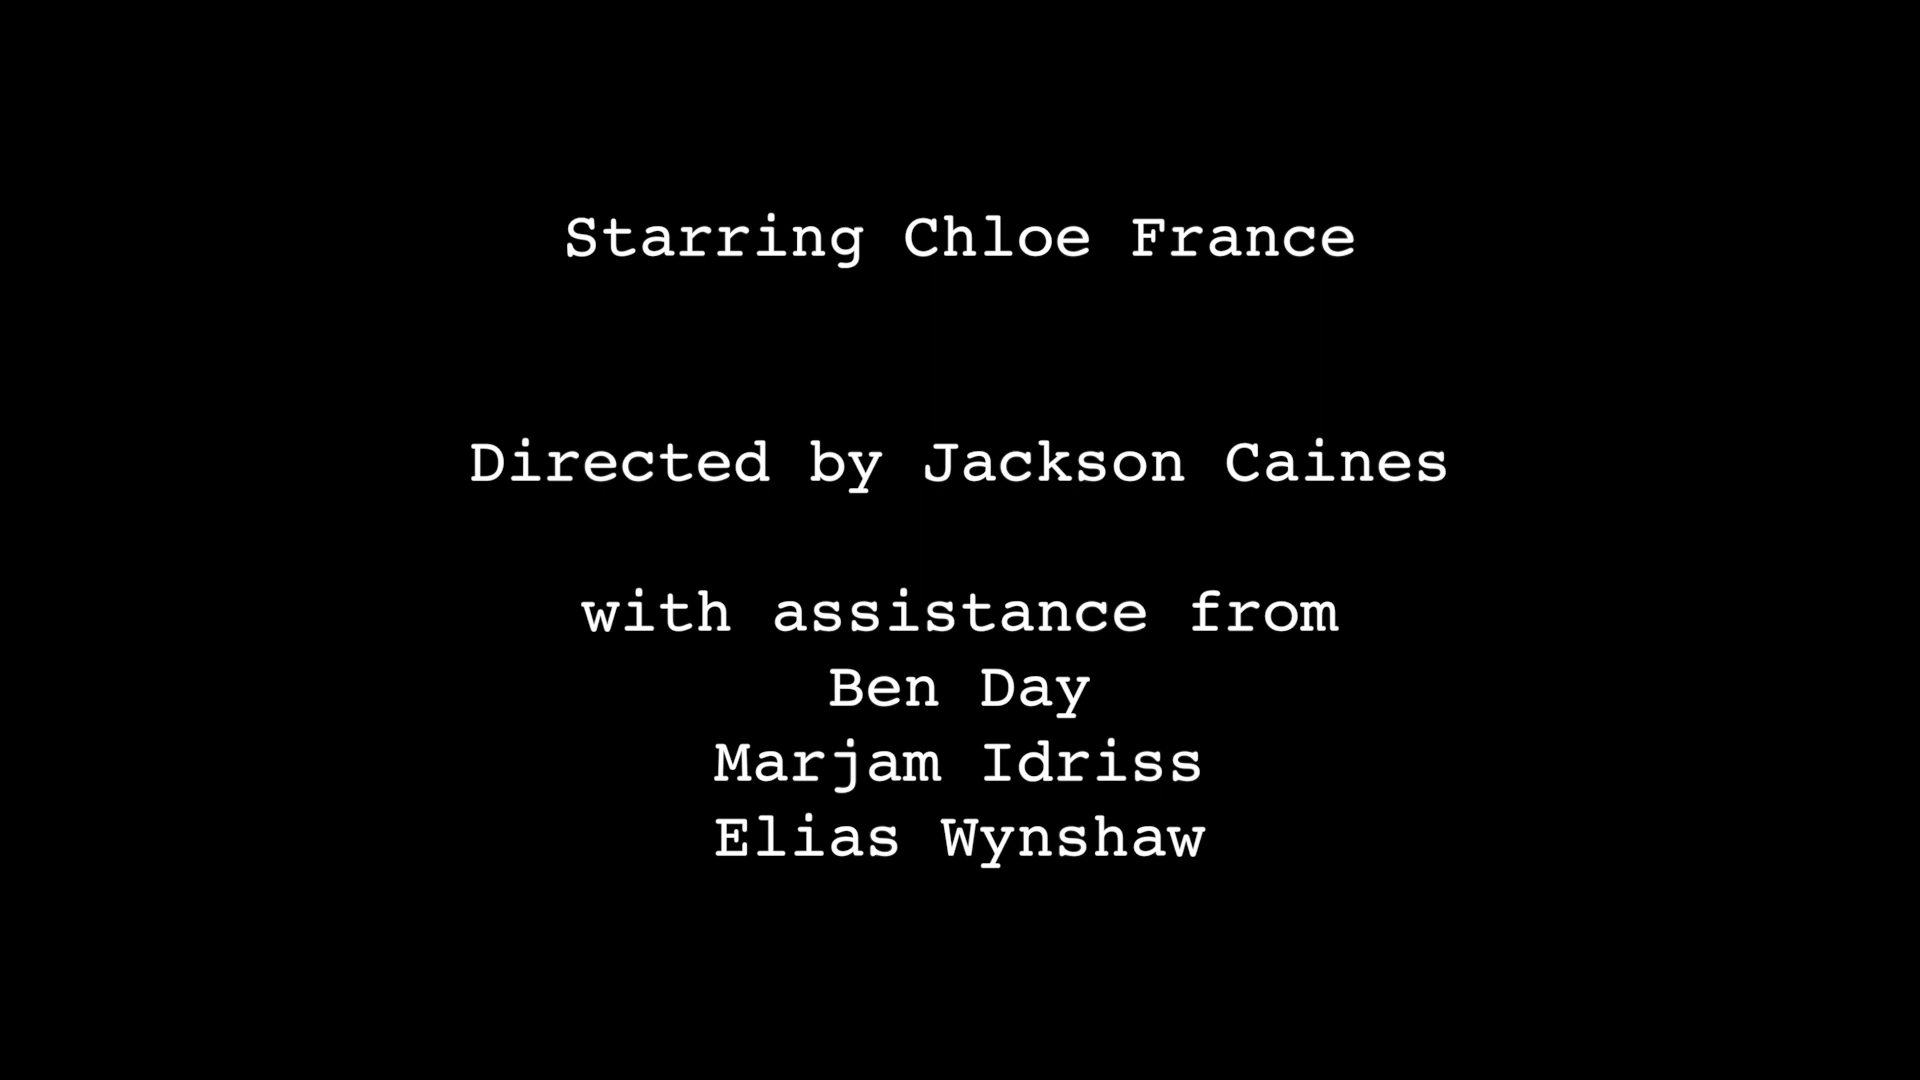 Starring Chloe France
Directed by Jackson Caines
with assistance from
Ben Day
Marjam Idriss
Elias Wynshaw